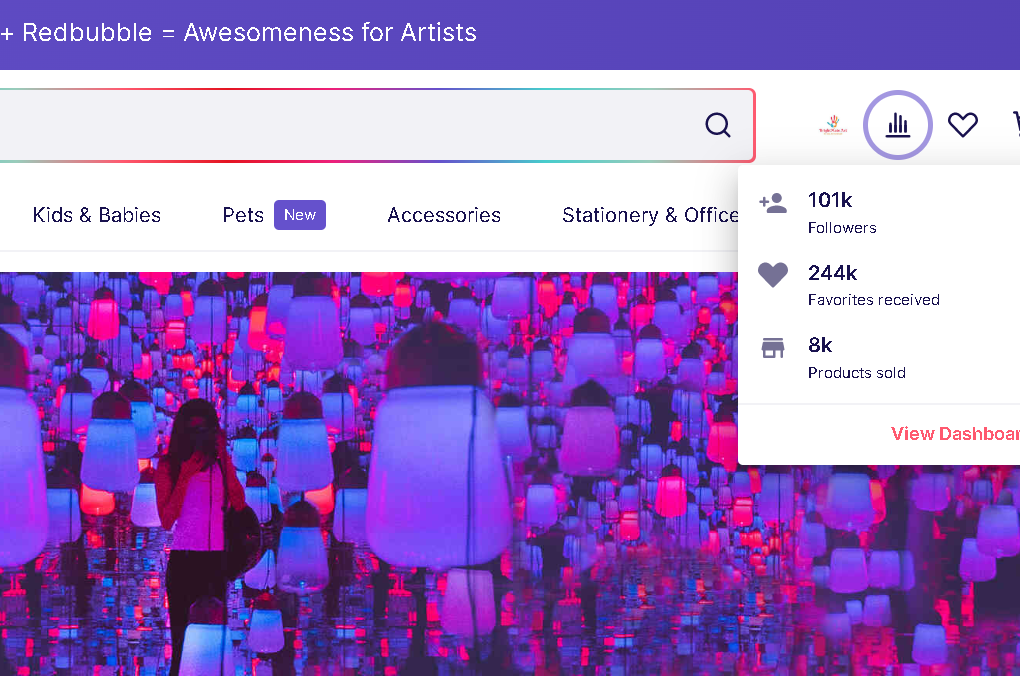 + Redbubble = Awesomeness for Artists
Kids & Babies Pets New Accessories Stationery & Office
101k
Followers
244k
Favorites received
8k
Products sold
View Dashboar